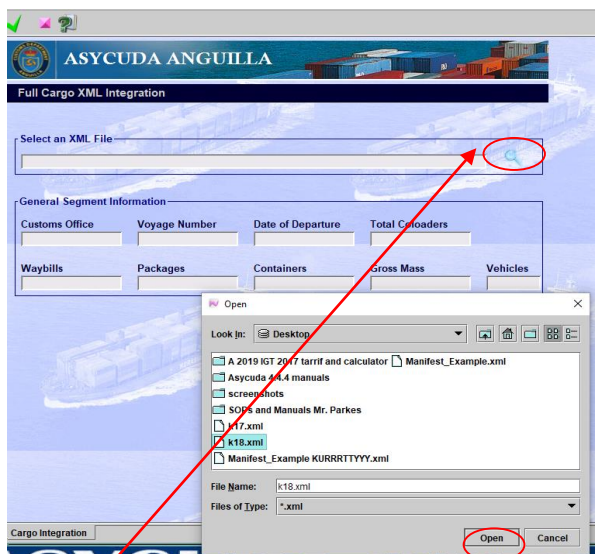 ASYCUDA ANGUILLA
Full Cargo XML Integration
Select an XML File
General Segment Information
Customs Office Voyage Number Date of Departure Total Coloaders
Waybills Packages Containers Gross Mass Vehicles
Open
Look In: Desktop
A 2019 IGT 2017 tarrif and calculator Manifest_Example.xml
Asycuda 4.4.4 manuals
screenshots
SOPs and Manuals Mr. Parkes
k17.xml
k18.xml
Manifest_Example KURRRTTYYY.xml
File Name: k18.xml
Files of Type: *.xml
Open Cancel
Cargo Integration